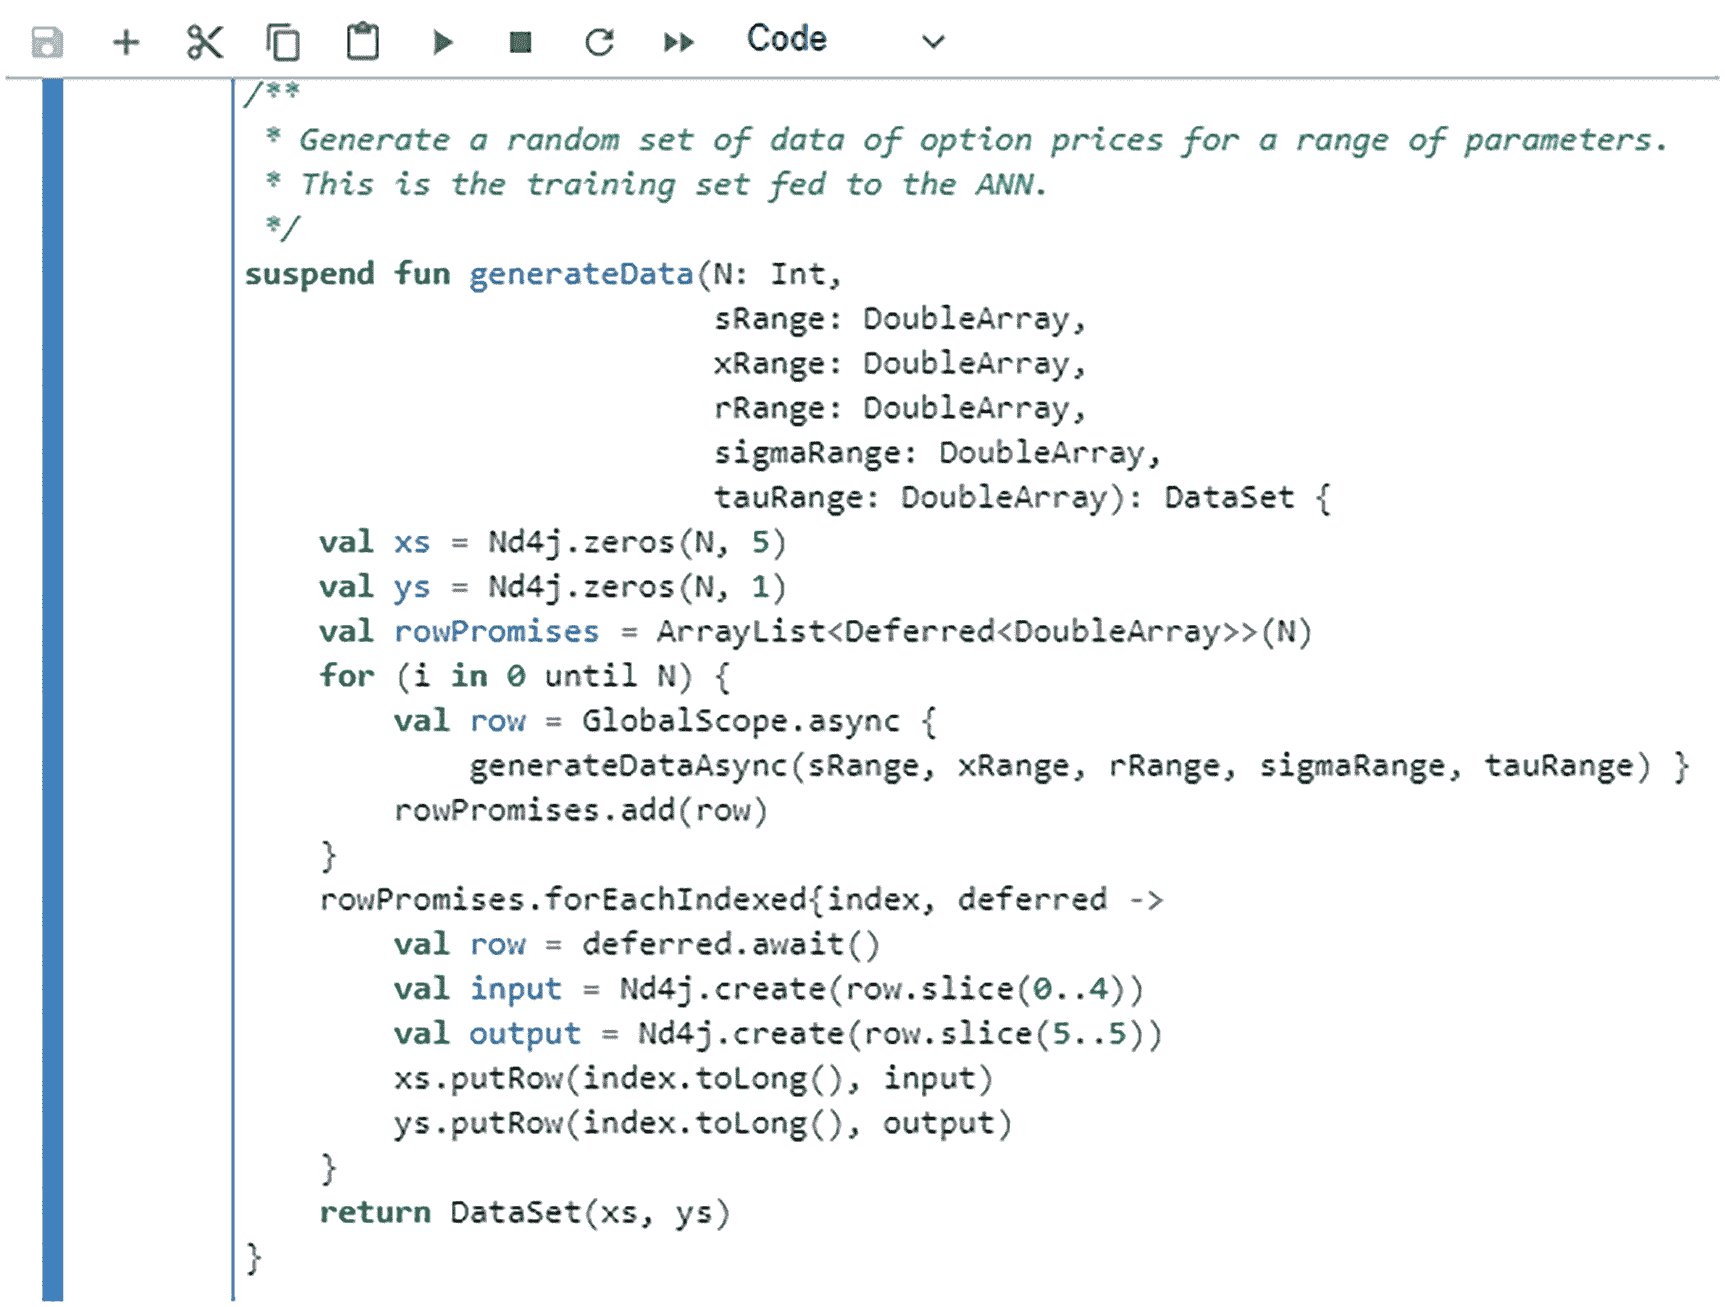 Code
/**
 * Generate a random set of data of option prices for a range of parameters.
 * This is the training set fed to the ANN.
 */
suspend fun generateData(N: Int,
                         sRange: DoubleArray,
                         xRange: DoubleArray,
                         rRange: DoubleArray,
                         sigmaRange: DoubleArray,
                         tauRange: DoubleArray): DataSet {
    val xs = Nd4j.zeros(N, 5)
    val ys = Nd4j.zeros(N, 1)
    val rowPromises = ArrayList<Deferred<DoubleArray>>(N)
    for (i in 0 until N) {
        val row = GlobalScope.async {
            generateDataAsync(sRange, xRange, rRange, sigmaRange, tauRange) }
        rowPromises.add(row)
    }
    rowPromises.forEachIndexed{index, deferred ->
        val row = deferred.await()
        val input = Nd4j.create(row.slice(0..4))
        val output = Nd4j.create(row.slice(5..5))
        xs.putRow(index.toLong(), input)
        ys.putRow(index.toLong(), output)
    }
    return DataSet(xs, ys)
}